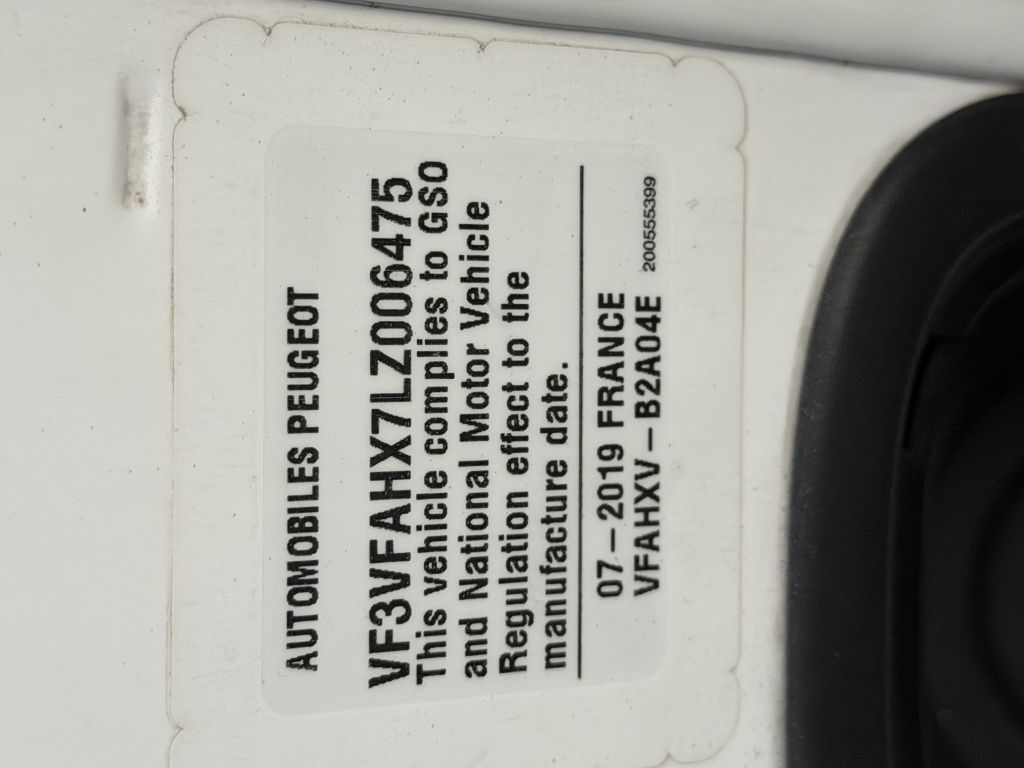 AUTOMOBILES PEUGEOT
VF3VFAHX7LZ006475
This vehicle complies to GSO
and National Motor Vehicle
Regulation effect to the
manufacture date.
07-2019 FRANCE
VFAHXV-B2A04E 200555399